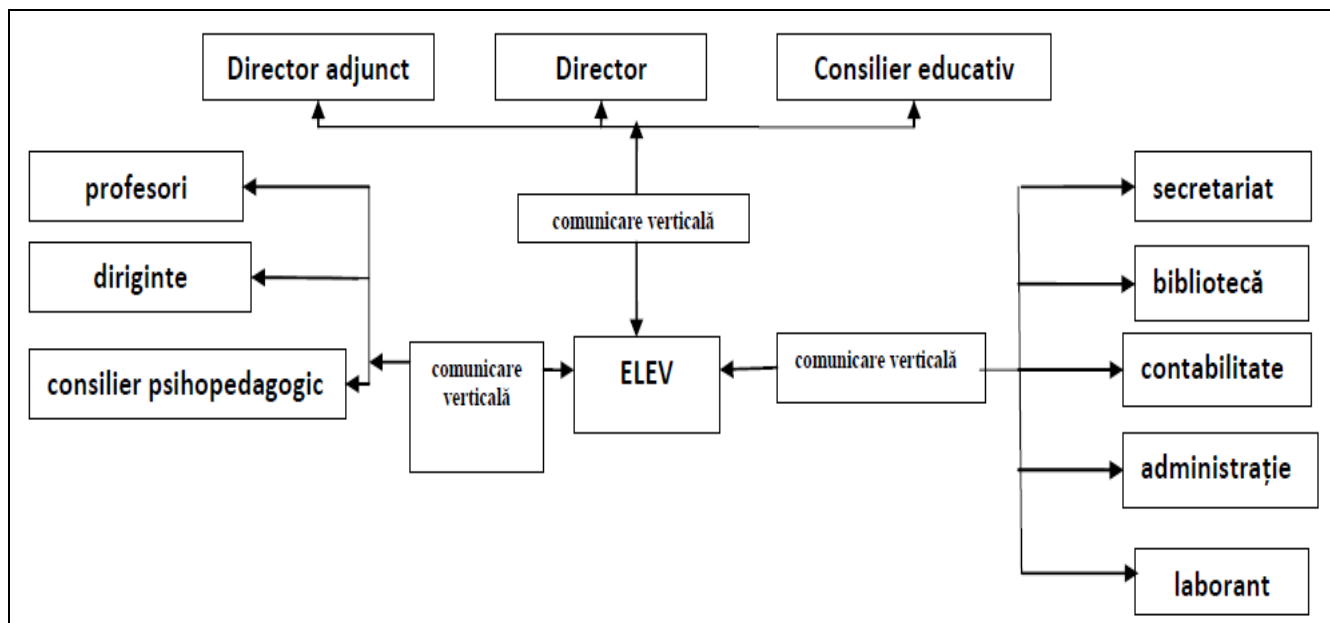 Director adjunct
Director
Consilier educativ
profesori
secretariat
comunicare verticală
diriginte
bibliotecă
consilier psihopedagogic
comunicare
verticală
ELEV
comunicare verticală
contabilitate
administrație
laborant